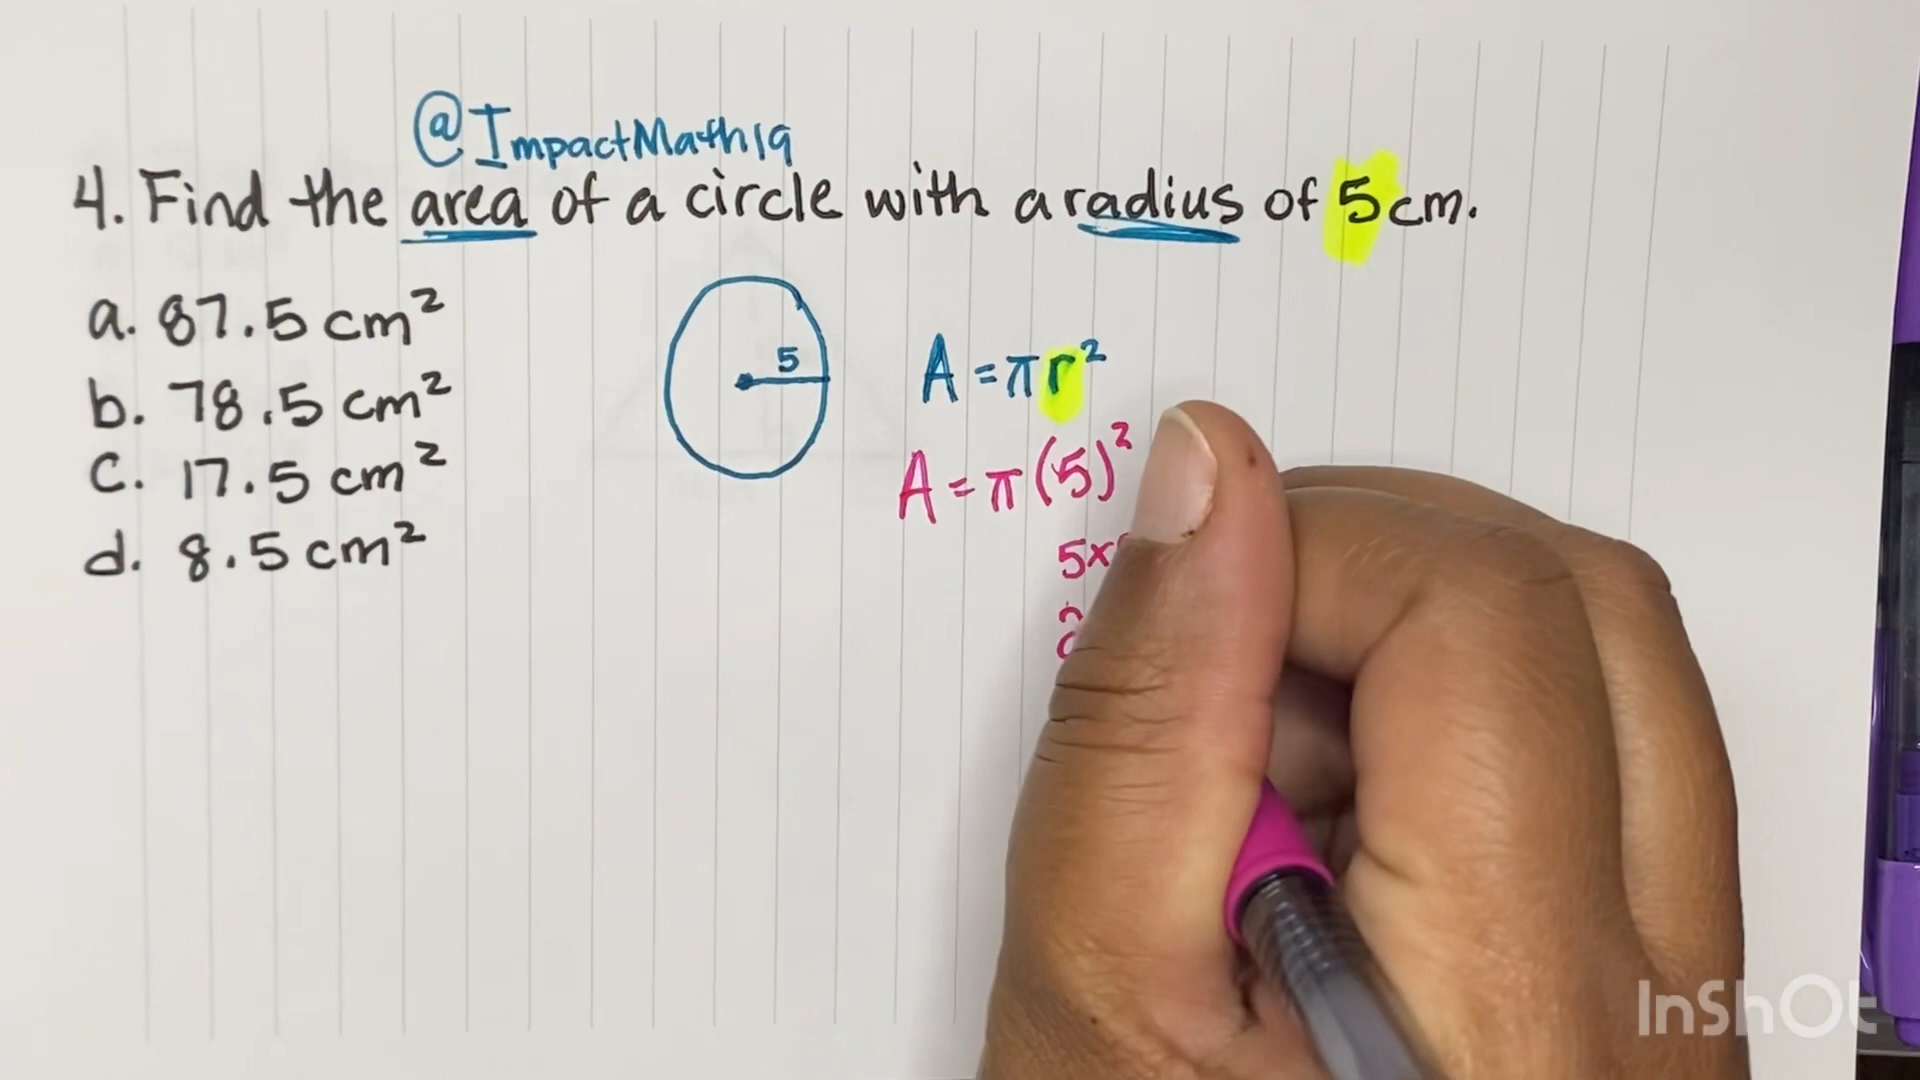 @ImpactMath19
4. Find the area of a circle with a radius of 5cm.
a. 87.5 cm²
b. 78.5 cm²
c. 17.5 cm²
d. 8.5 cm²
5
A = πr²
A = π(5)²
5×
InShOt